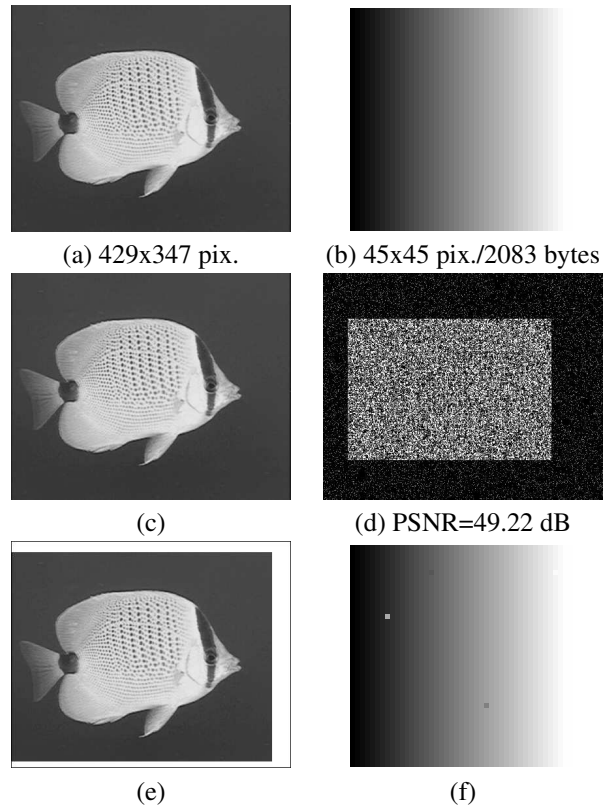 (a) 429x347 pix.
(b) 45x45 pix./2083 bytes
(c)
(d) PSNR=49.22 dB
(e)
(f)